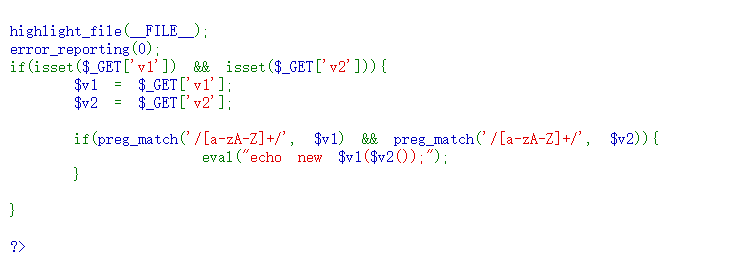 highlight_file(__FILE__);
error_reporting(0);
if(isset($_GET['v1']) && isset($_GET['v2'])){
$v1 = $_GET['v1'];
$v2 = $_GET['v2'];
if(preg_match('/[a-zA-Z]+/', $v1) && preg_match('/[a-zA-Z]+/', $v2)){
eval("echo new $v1($v2());");
}
}
?>